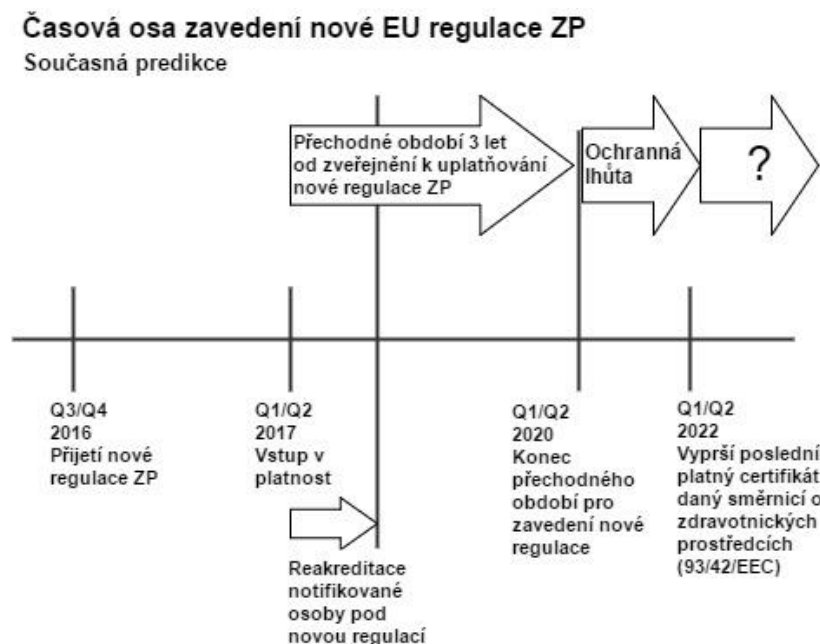 Časová osa zavedení nové EU regulace ZP
Současná predikce
Přechodné období 3 let
od zveřejnění k uplatňování
nové regulace ZP
Ochranná
lhůta
?
Q3/Q4
2016
Přijetí nové
regulace ZP
Q1/Q2
2017
Vstup v
platnost
Reakreditace
notifikované
osoby pod
novou regulací
Q1/Q2
2020
Konec
přechodného
období pro
zavedení nové
regulace
Q1/Q2
2022
Vyprší poslední
platný certifikát
daný směrnicí o
zdravotnických
prostředcích
(93/42/EEC)